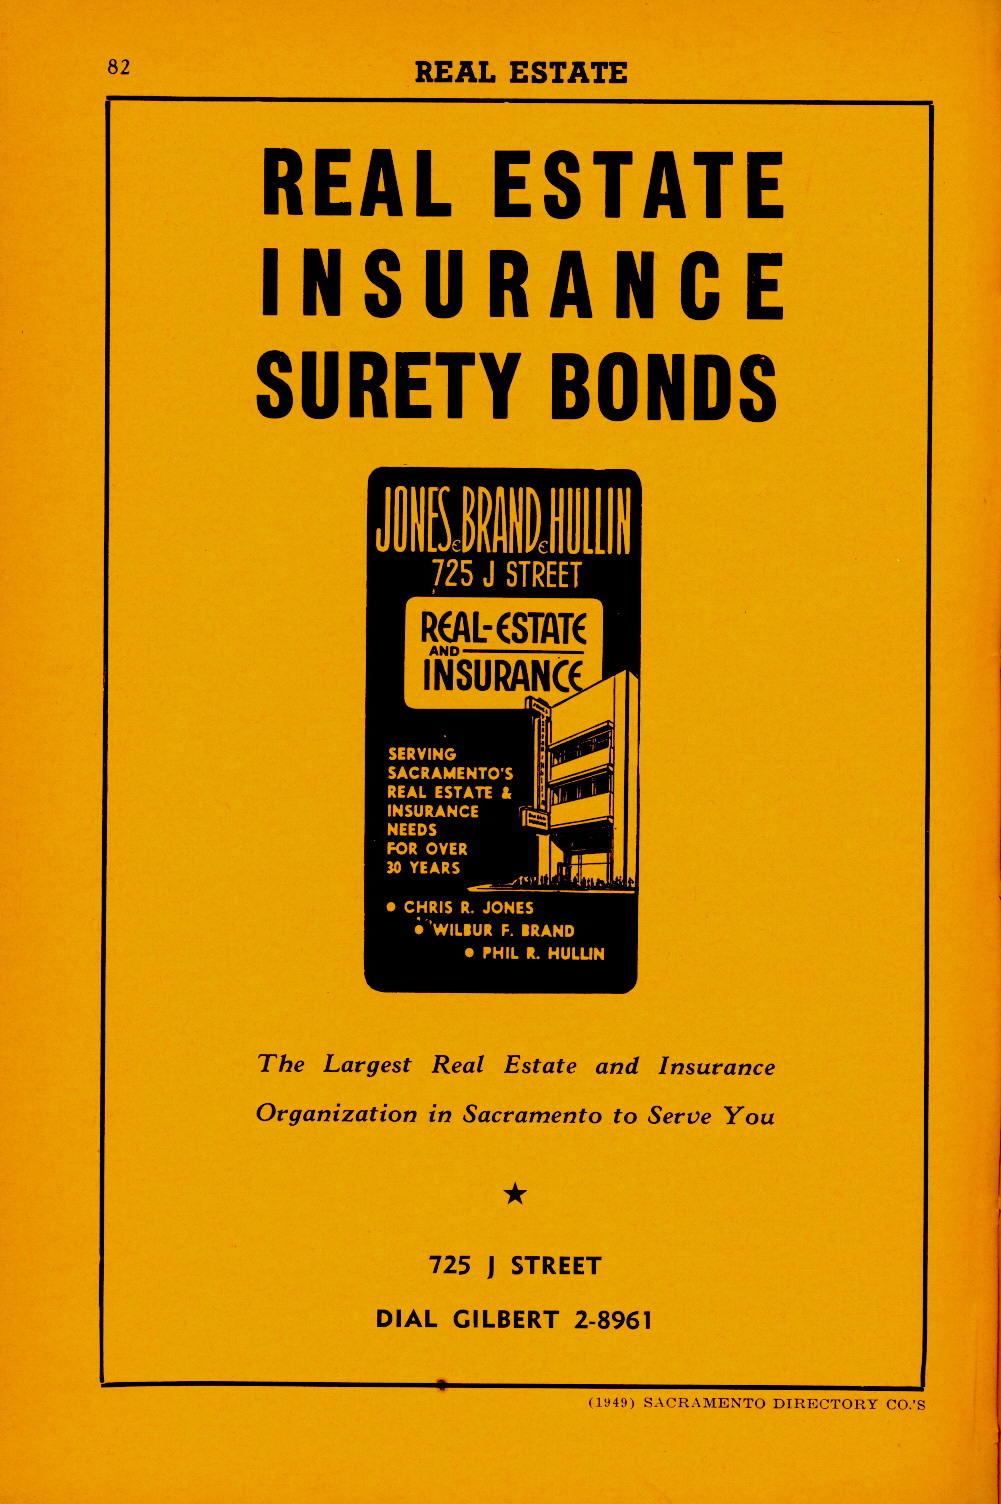 82
REAL ESTATE
REAL ESTATE
INSURANCE
SURETY BONDS
JONES & BRAND & HULLIN
725 J STREET
REAL-ESTATE
AND
INSURANCE
SERVING
SACRAMENTO'S
REAL ESTATE &
INSURANCE
NEEDS
FOR OVER
30 YEARS
• CHRIS R. JONES
• WILBUR F. BRAND
• PHIL R. HULLIN
The Largest Real Estate and Insurance
Organization in Sacramento to Serve You
★
725 J STREET
DIAL GILBERT 2-8961
(1949) SACRAMENTO DIRECTORY CO.'S